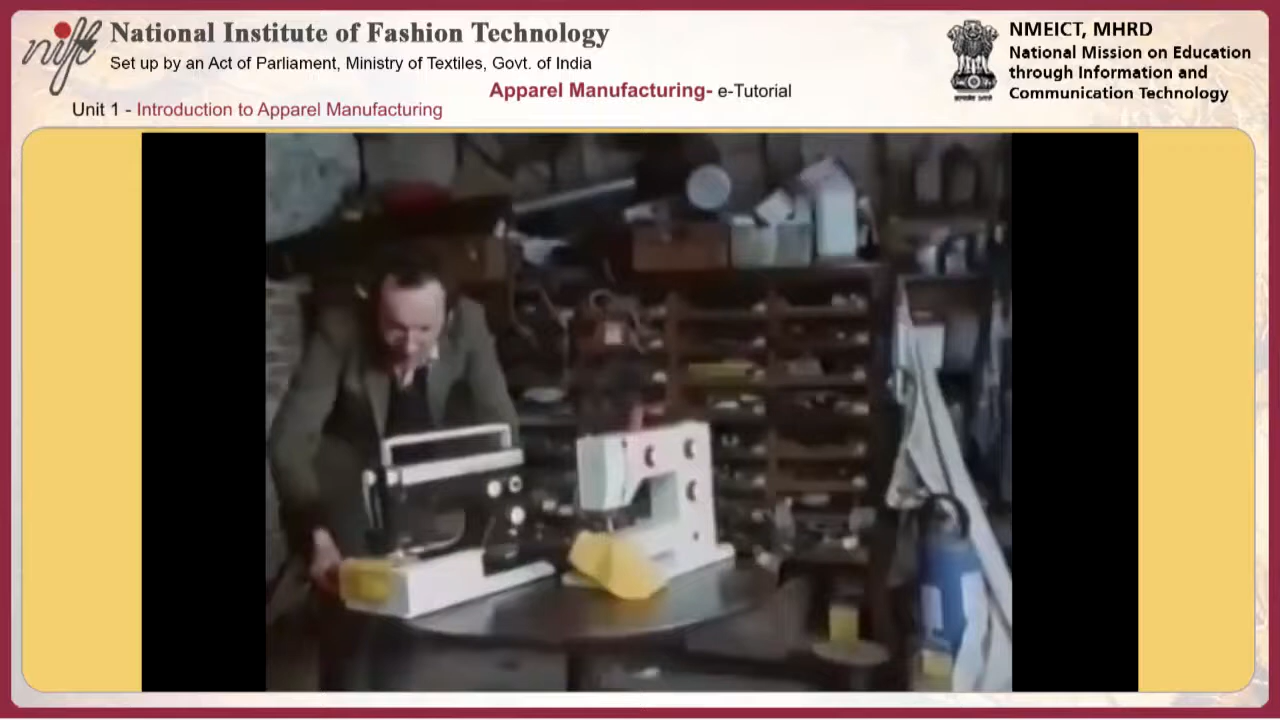 nift
National Institute of Fashion Technology
Set up by an Act of Parliament, Ministry of Textiles, Govt. of India
Apparel Manufacturing- e-Tutorial
Unit 1 - Introduction to Apparel Manufacturing
NMEICT, MHRD
National Mission on Education
through Information and
Communication Technology